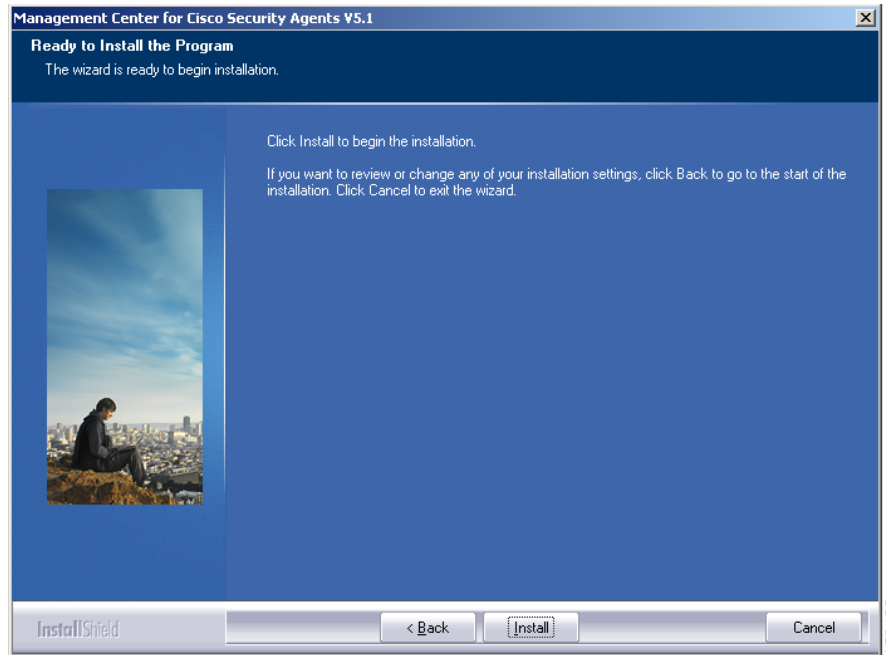 Management Center for Cisco Security Agents V5.1
Ready to Install the Program
The wizard is ready to begin installation.
Click Install to begin the installation.
If you want to review or change any of your installation settings, click Back to go to the start of the
installation. Click Cancel to exit the wizard.
InstallShield
< Back
Install
Cancel